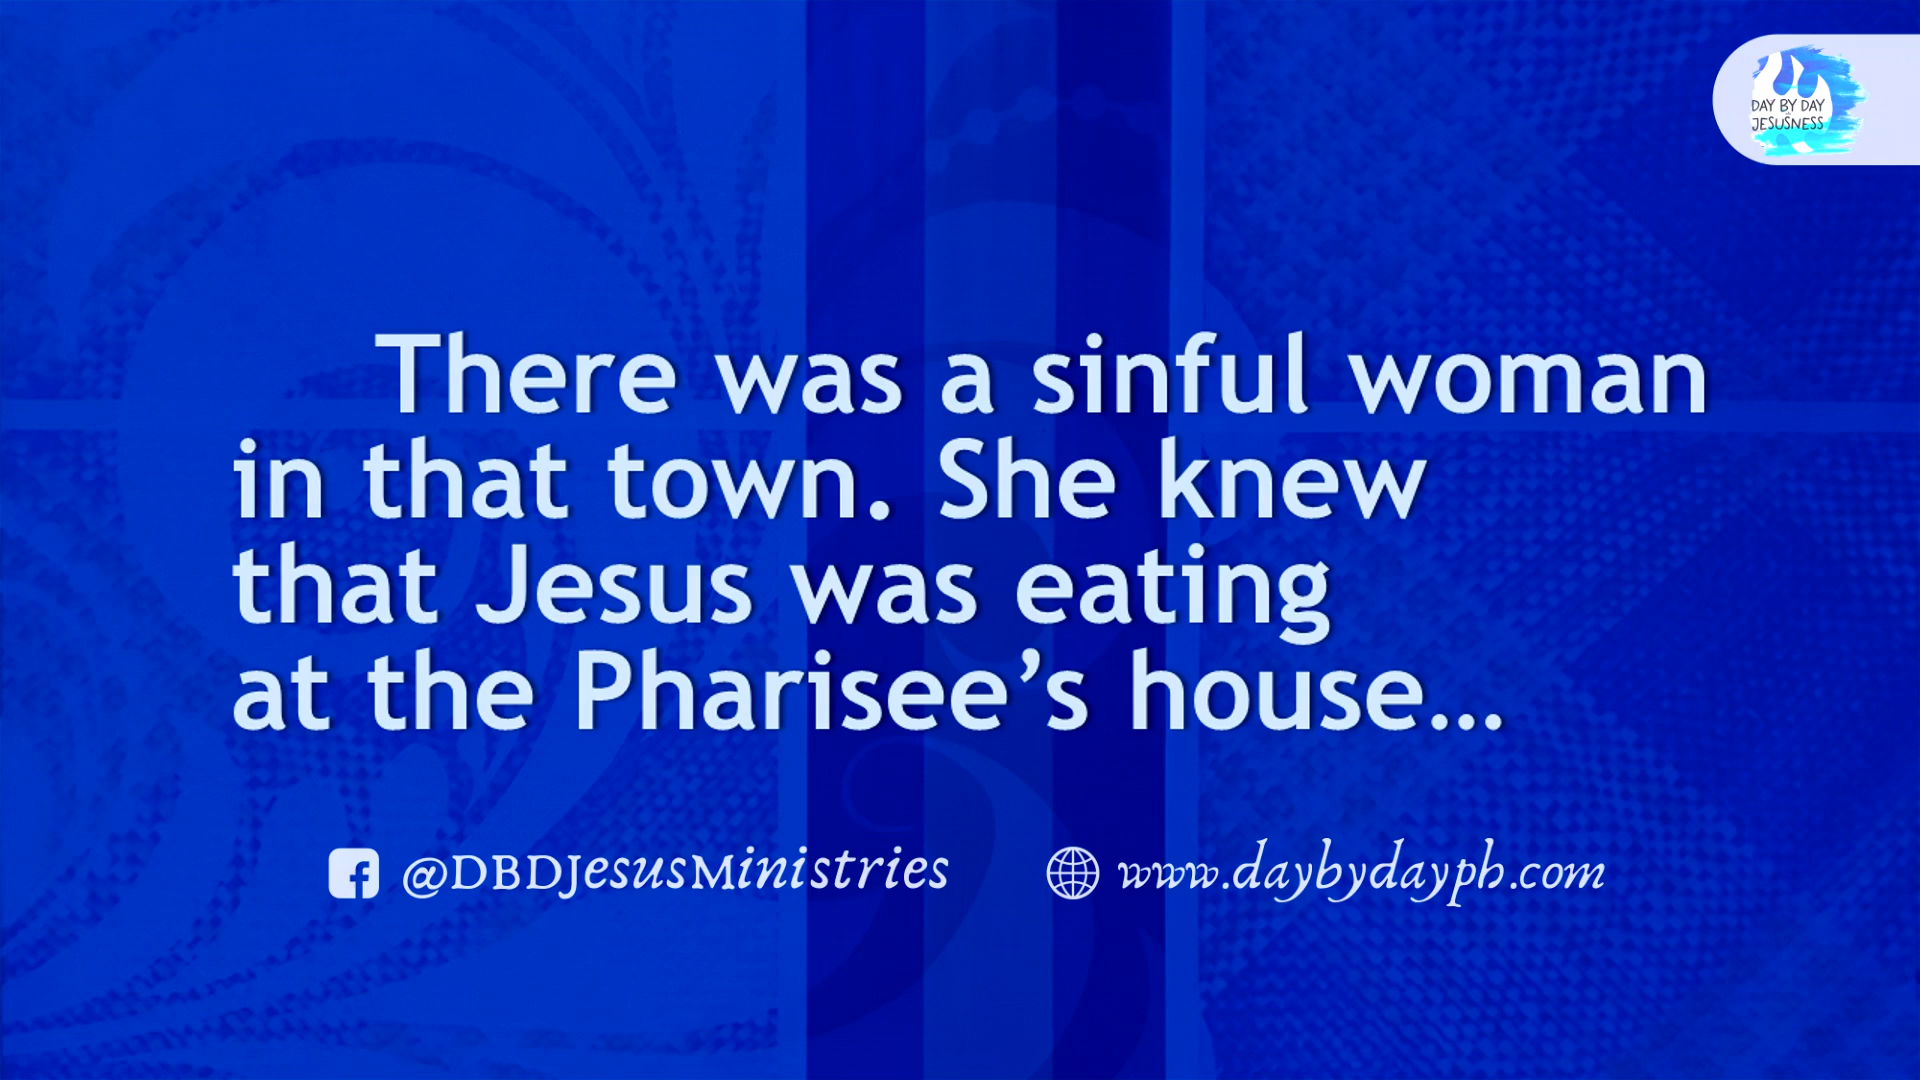 DAY BY DAY
JESUSNESS
There was a sinful woman
in that town. She knew
that Jesus was eating
at the Pharisee’s house...
@DBDJesusMinistries
www.daybydayph.com